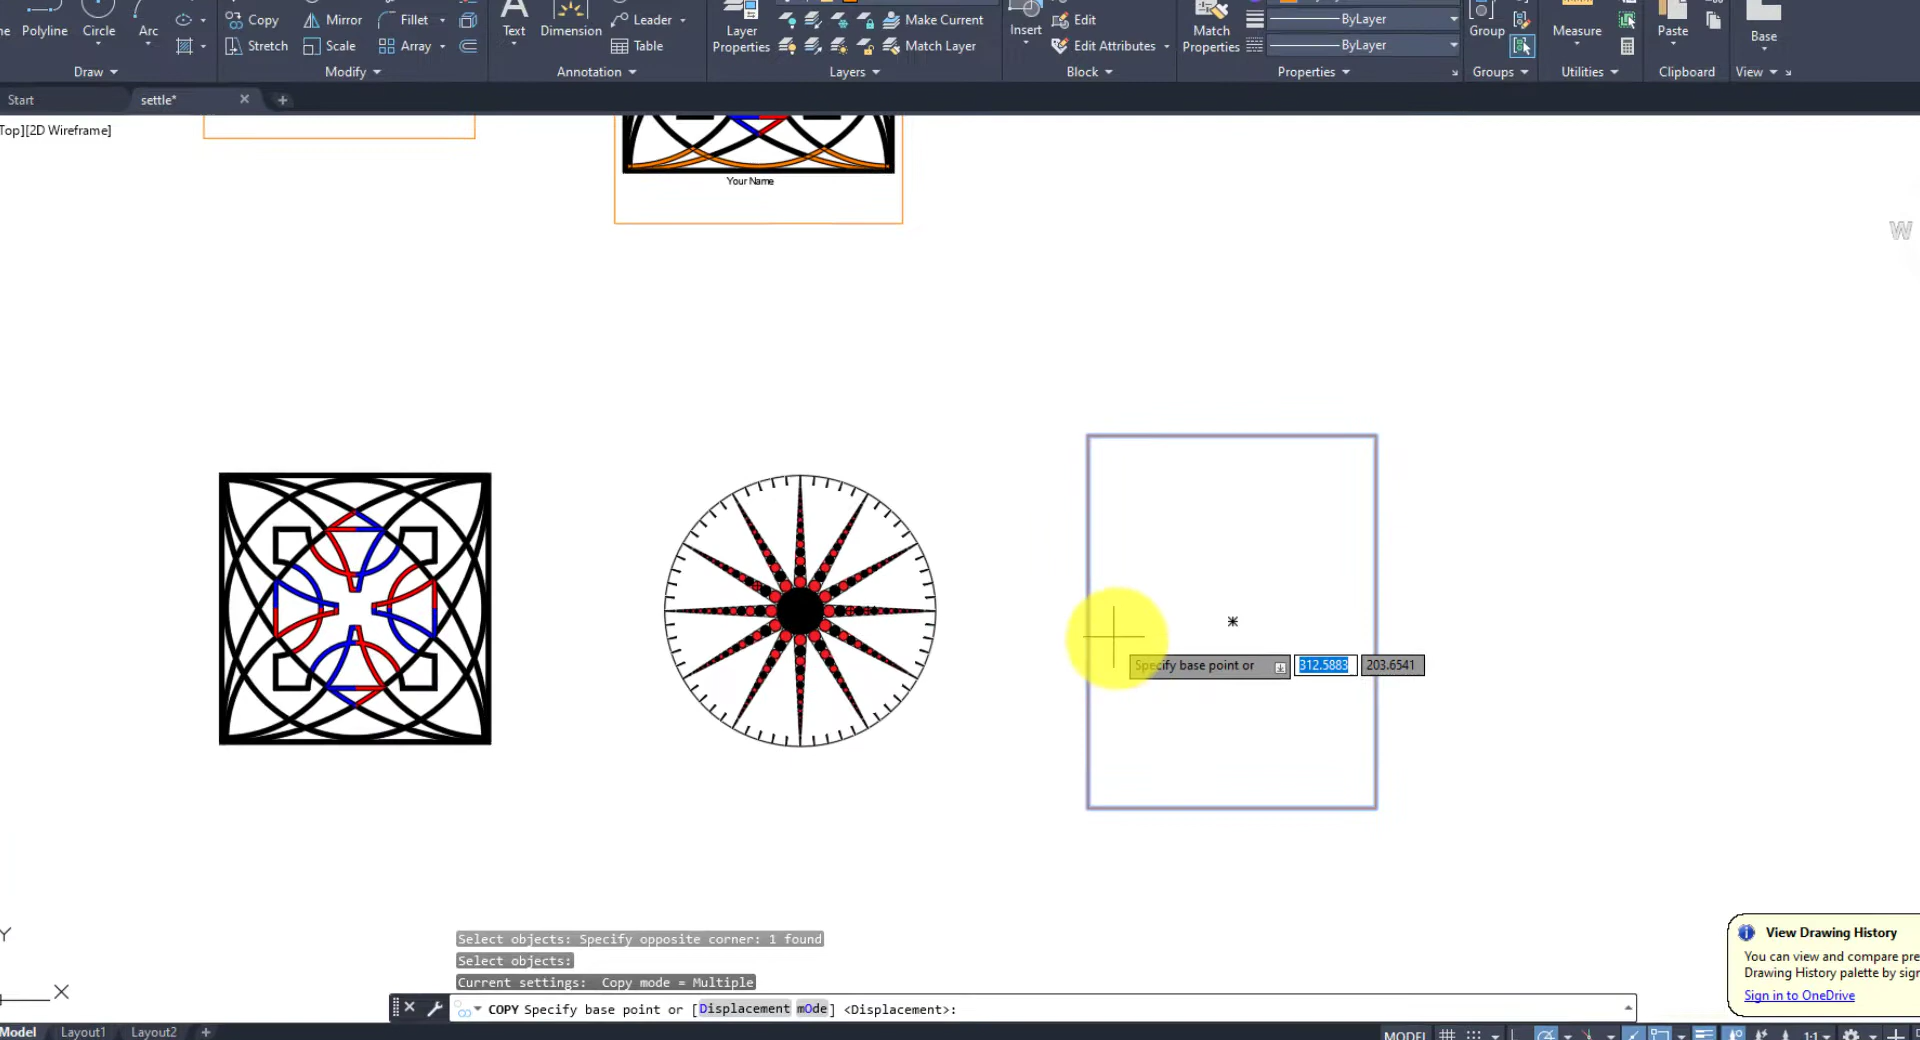 Polyline Circle Arc
Copy Mirror Fillet
Stretch Scale Array
Text Dimension
Leader
Table
Layer Properties
Make Current
Match Layer
Insert
Edit
Edit Attributes
Match Properties
ByLayer
ByLayer
Group
Measure
Paste
Base
Draw Modify Annotation Layers Block Properties Groups Utilities Clipboard View
Start settle*
Top][2D Wireframe]
Your Name
W
Specify base point or 312.5883 203.6541
Select objects: Specify opposite corner: 1 found
Select objects:
Current settings:  Copy mode = Multiple
COPY Specify base point or [Displacement mOde] <Displacement>:
Y
X
View Drawing History
You can view and compare pre
Drawing History palette by sign
Sign in to OneDrive
Model Layout1 Layout2 +
MODEL 1:1